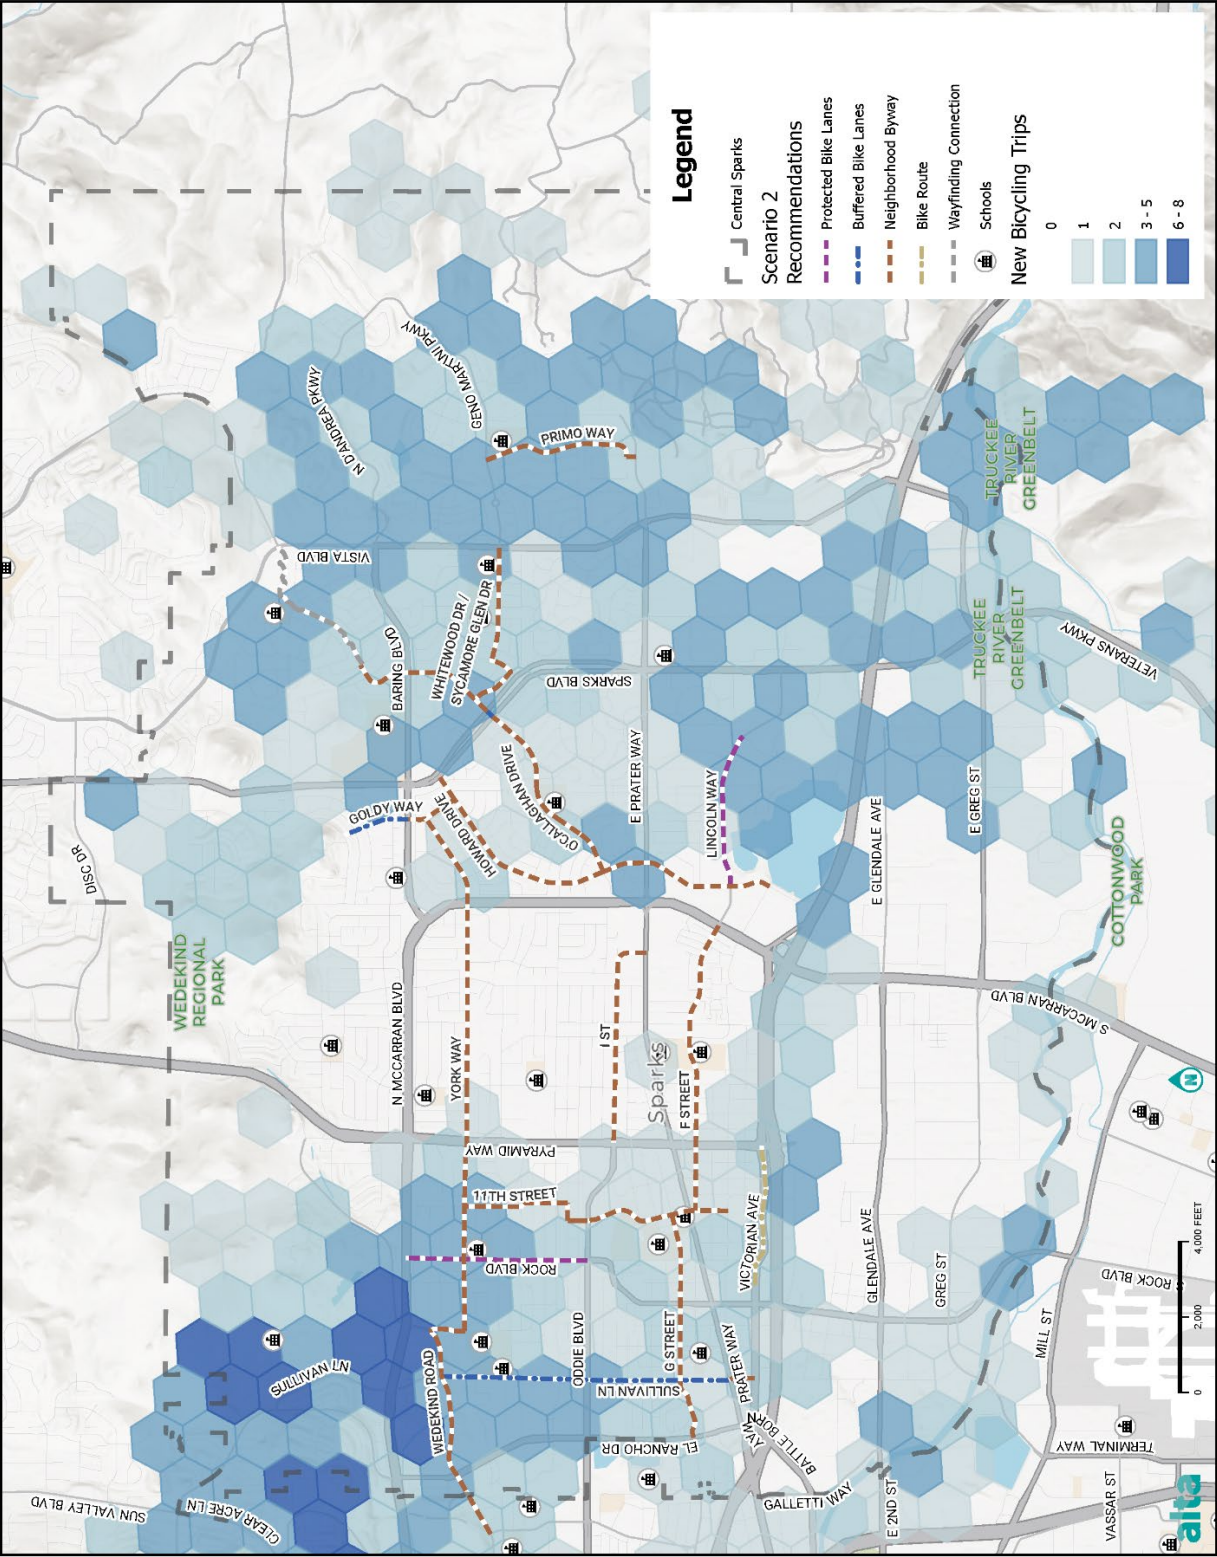 Legend
Central Sparks
Scenario 2
Recommendations
Protected Bike Lanes
Buffered Bike Lanes
Neighborhood Byway
Bike Route
Wayfinding Connection
Schools
New Bicycling Trips
0
1
2
3 - 5
6 - 8
SUN VALLEY BLVD
CLEAR ACRE LN
SULLIVAN LN
WEDEKIND
REGIONAL
PARK
DISC DR
VISTA BLVD
N D'ANDREA PKWY
GENO MARTINI PKWY
PRIMO WAY
BARING BLVD
WHITEWOOD DR /
SYCAMORE GLEN DR
SPARKS BLVD
GOLDY WAY
HOWARD DRIVE
O'CALLAGHAN DRIVE
N MCCARRAN BLVD
YORK WAY
PYRAMID WAY
11TH STREET
ROCK BLVD
WEDEKIND ROAD
ODDIE BLVD
I ST
E PRATER WAY
Sparks
F STREET
G STREET
SULLIVAN LN
EL RANCHO DR
LINCOLN WAY
VICTORIAN AVE
PRATER WAY
BATTLE BORN
WAY
GALLETTI WAY
E 2ND ST
GLENDALE AVE
E GLENDALE AVE
GREG ST
E GREG ST
TRUCKEE
RIVER
GREENBELT
TRUCKEE
RIVER
GREENBELT
VETERANS PKWY
COTTONWOOD
PARK
S MCCARRAN BLVD
MILL ST
S ROCK BLVD
TERMINAL WAY
VASSAR ST
0
2,000
4,000 FEET
N
alta